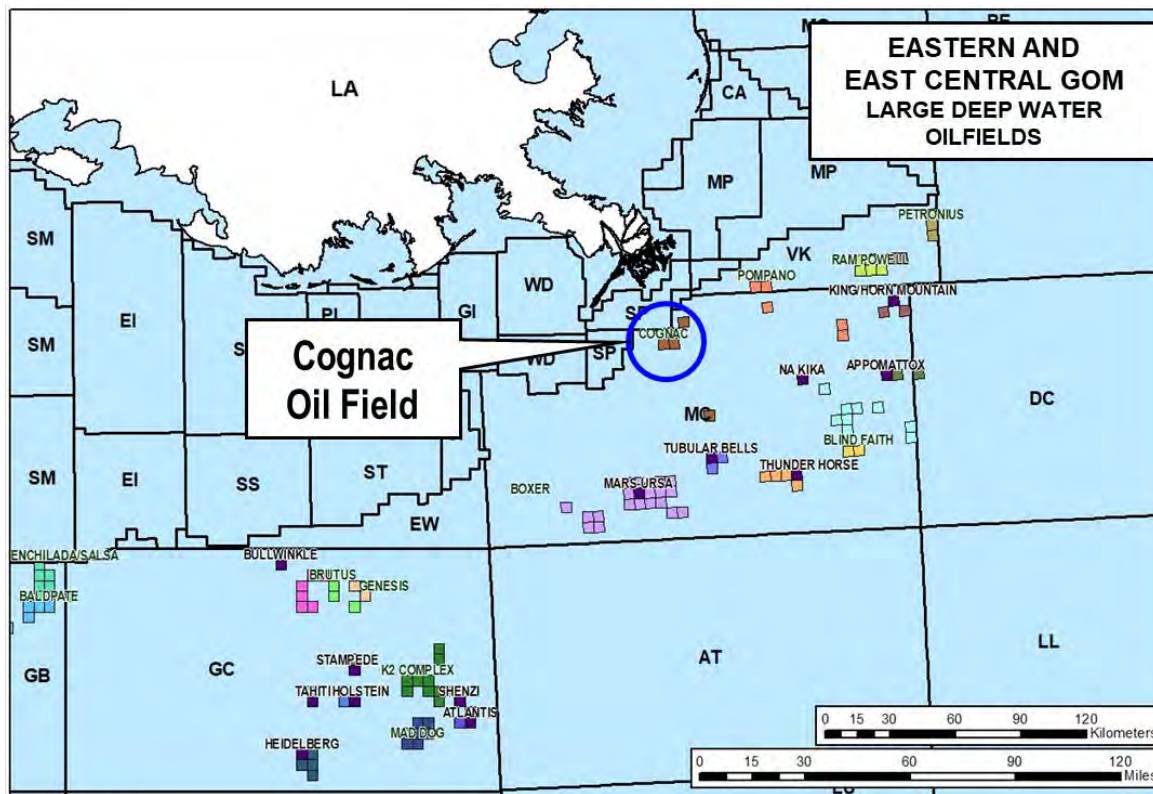 EASTERN AND
EAST CENTRAL GOM
LARGE DEEP WATER
OILFIELDS
LA
CA
MP
MP
PETRONIUS
SM
VK
RAM POWELL
WD
POMPANO
KING/HORN MOUNTAIN
EI
GI
SM
Cognac
Oil Field
COGNAC
WD
SP
NA KIKA
APPOMATTOX
DC
MC
BLIND FAITH
TUBULAR BELLS
SM
EI
SS
ST
THUNDER HORSE
MARS-URSA
BOXER
EW
ENCHILADA/SALSA
BULLWINKLE
BRUTUS
GENESIS
BALDPATE
GB
GC
STAMPEDE
K2 COMPLEX
AT
LL
TAHITI
HOLSTEIN
SHENZI
ATLANTIS
MAD DOG
HEIDELBERG
0 15 30 60 90 120
Kilometers
0 15 30 60 90 120
Miles